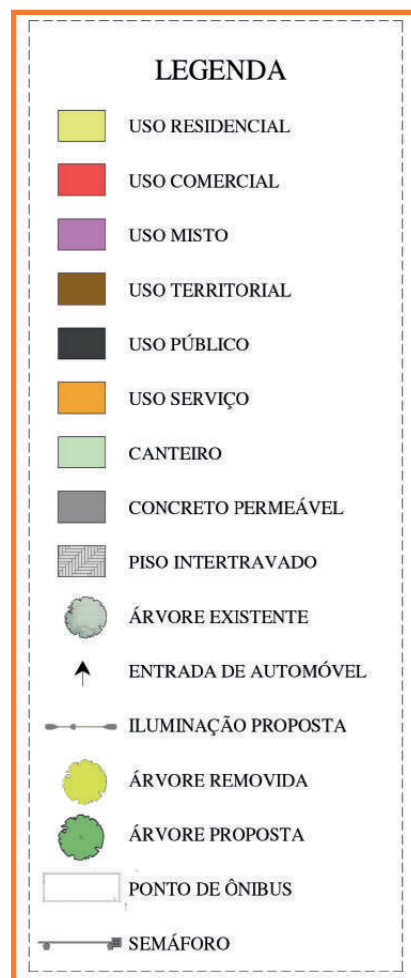 LEGENDA
USO RESIDENCIAL
USO COMERCIAL
USO MISTO
USO TERRITORIAL
USO PÚBLICO
USO SERVIÇO
CANTEIRO
CONCRETO PERMEÁVEL
PISO INTERTRAVADO
ÁRVORE EXISTENTE
ENTRADA DE AUTOMÓVEL
ILUMINAÇÃO PROPOSTA
ÁRVORE REMOVIDA
ÁRVORE PROPOSTA
PONTO DE ÔNIBUS
SEMÁFORO